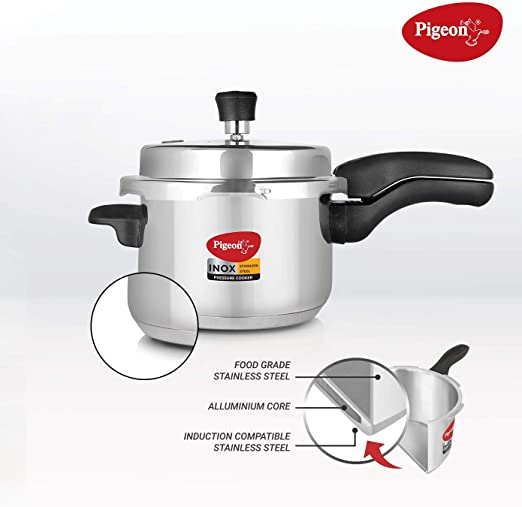 Pigeon
Pigeon
INOX STAINLESS STEEL
PRESSURE COOKER
FOOD GRADE
STAINLESS STEEL
ALLUMINIUM CORE
INDUCTION COMPATIBLE
STAINLESS STEEL